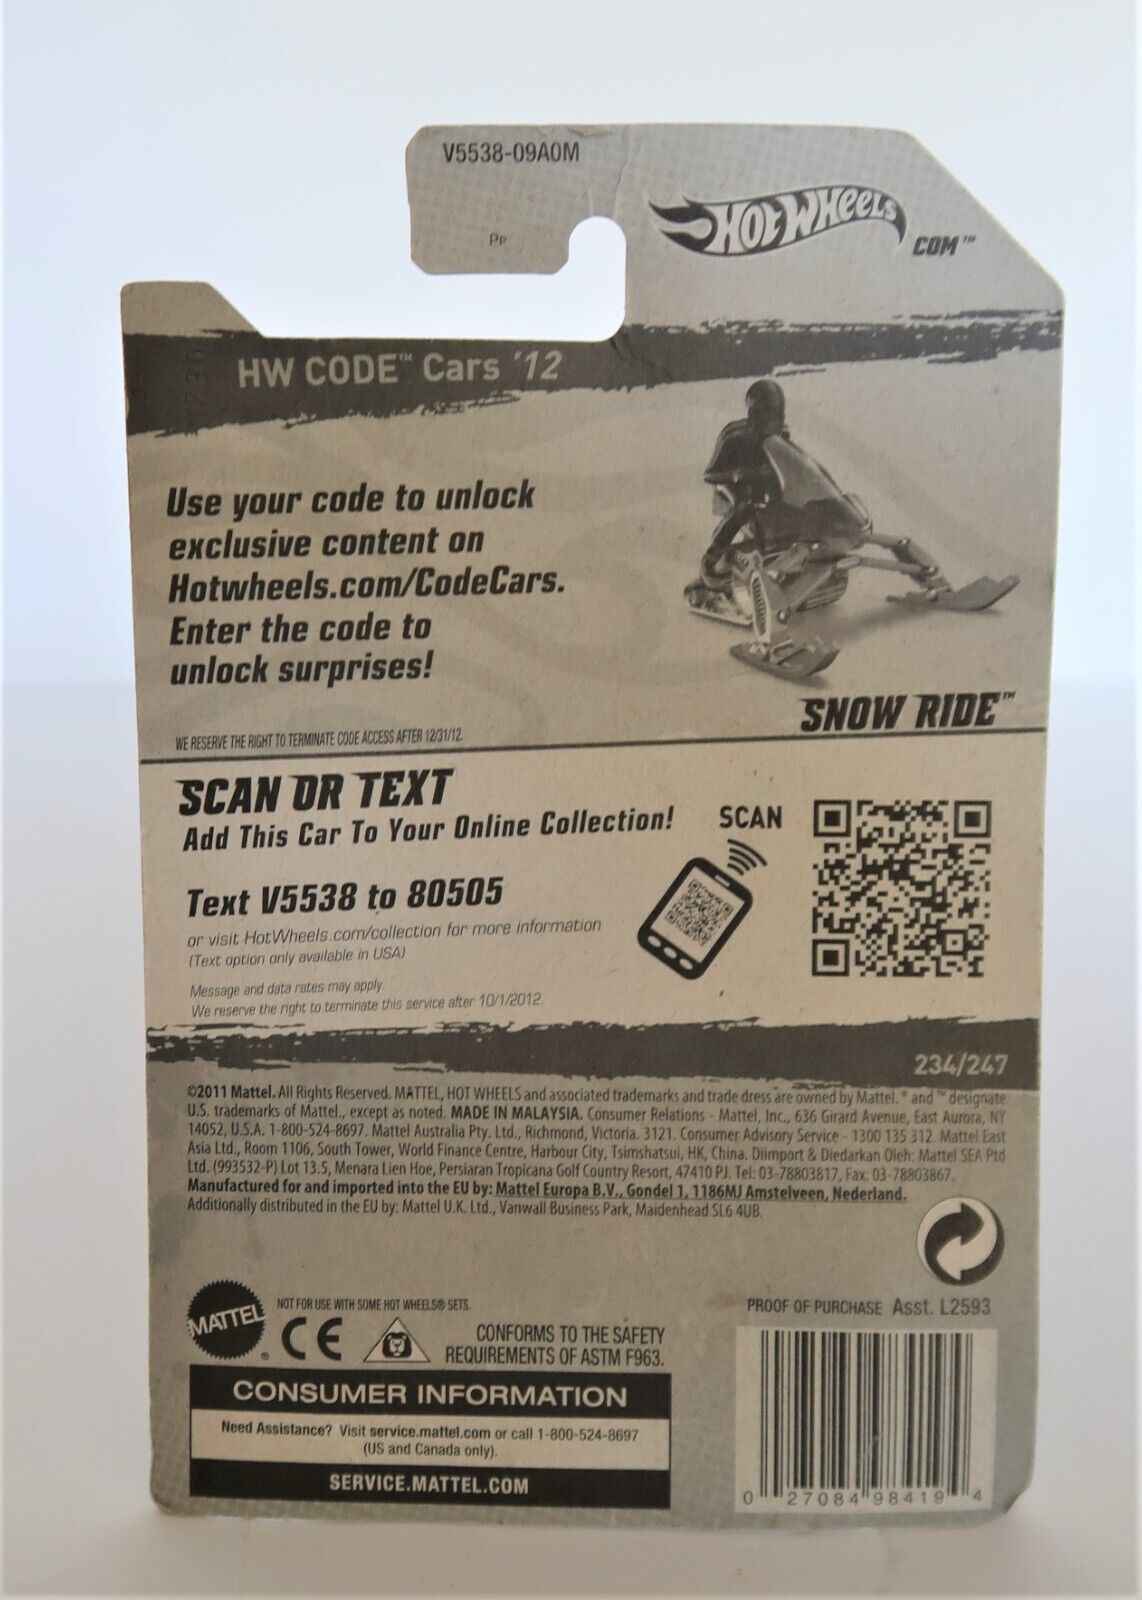 V5538-09A0M
PP
HOT WHEELS
COM™
HW CODE™ Cars '12
Use your code to unlock
exclusive content on
Hotwheels.com/CodeCars.
Enter the code to
unlock surprises!
SNOW RIDE™
WE RESERVE THE RIGHT TO TERMINATE CODE ACCESS AFTER 12/31/12.
SCAN OR TEXT
Add This Car To Your Online Collection!
SCAN
Text V5538 to 80505
or visit HotWheels.com/collection for more information
(Text option only available in USA)
Message and data rates may apply.
We reserve the right to terminate this service after 10/1/2012.
234/247
©2011 Mattel. All Rights Reserved. MATTEL, HOT WHEELS and associated trademarks and trade dress are owned by Mattel. ® and ™ designate
U.S. trademarks of Mattel., except as noted. MADE IN MALAYSIA. Consumer Relations - Mattel, Inc., 636 Girard Avenue, East Aurora, NY
14052, U.S.A. 1-800-524-8697. Mattel Australia Pty. Ltd., Richmond, Victoria. 3121. Consumer Advisory Service - 1300 135 312. Mattel East
Asia Ltd., Room 1106, South Tower, World Finance Centre, Harbour City, Tsimshatsui, HK, China. Diimport & Diedarkan Oleh: Mattel SEA Ptd
Ltd. (993532-P) Lot 13.5, Menara Lien Hoe, Persiaran Tropicana Golf Country Resort, 47410 PJ. Tel: 03-78803817, Fax: 03-78803867.
Manufactured for and imported into the EU by: Mattel Europa B.V., Gondel 1, 1186MJ Amstelveen, Nederland.
Additionally distributed in the EU by: Mattel U.K. Ltd., Vanwall Business Park, Maidenhead SL6 4UB.
MATTEL®
NOT FOR USE WITH SOME HOT WHEELS® SETS.
CE
CONFORMS TO THE SAFETY
REQUIREMENTS OF ASTM F963.
PROOF OF PURCHASE Asst. L2593
CONSUMER INFORMATION
Need Assistance? Visit service.mattel.com or call 1-800-524-8697
(US and Canada only).
SERVICE.MATTEL.COM
0 27084 98419 4